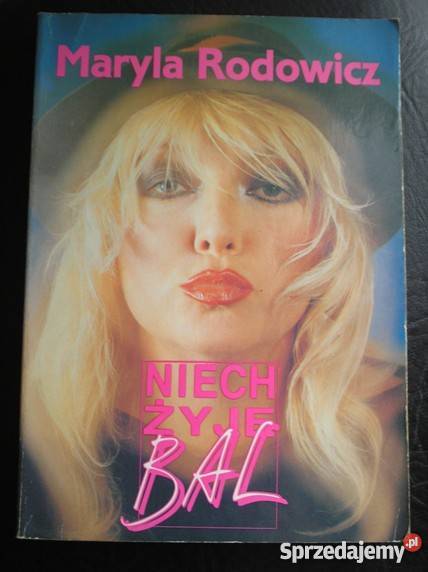 Maryla Rodowicz
NIECH
ŻYJE
BAL
Sprzedajemy.pl